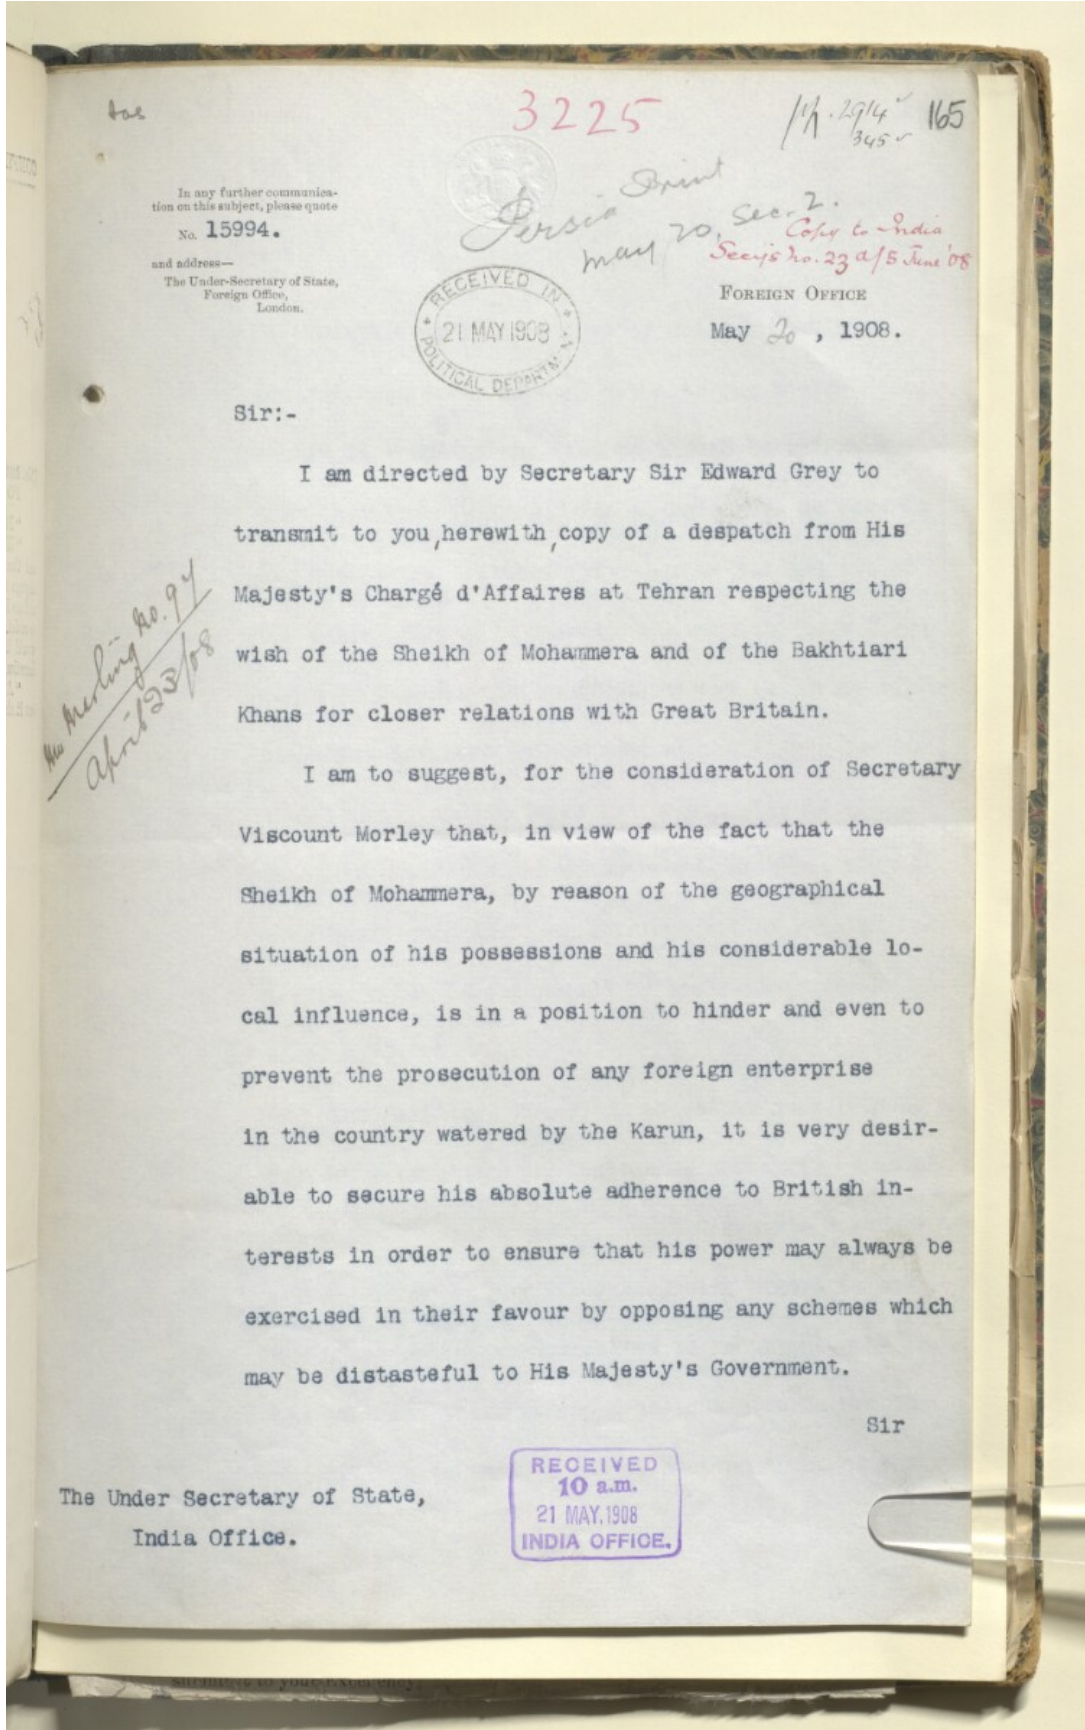 3225
2914
345
165
In any further communica-
tion on this subject, please quote
No. 15994.
and address—
The Under-Secretary of State,
Foreign Office,
London.
Persia Print
May 20, Sec. 2.
Copy to India
Secy's No. 23 d/5 June '08
RECEIVED IN
21 MAY 1908
POLITICAL DEPARTMENT
FOREIGN OFFICE
May 20, 1908.
Sir:-
I am directed by Secretary Sir Edward Grey to
transmit to you, herewith, copy of a despatch from His
Majesty's Chargé d'Affaires at Tehran respecting the
wish of the Sheikh of Mohammera and of the Bakhtiari
Khans for closer relations with Great Britain.
Marling No. 97
April 23/08
I am to suggest, for the consideration of Secretary
Viscount Morley that, in view of the fact that the
Sheikh of Mohammera, by reason of the geographical
situation of his possessions and his considerable lo-
cal influence, is in a position to hinder and even to
prevent the prosecution of any foreign enterprise
in the country watered by the Karun, it is very desir-
able to secure his absolute adherence to British in-
terests in order to ensure that his power may always be
exercised in their favour by opposing any schemes which
may be distasteful to His Majesty's Government.
Sir
The Under Secretary of State,
India Office.
RECEIVED
10 a.m.
21 MAY.1908
INDIA OFFICE.